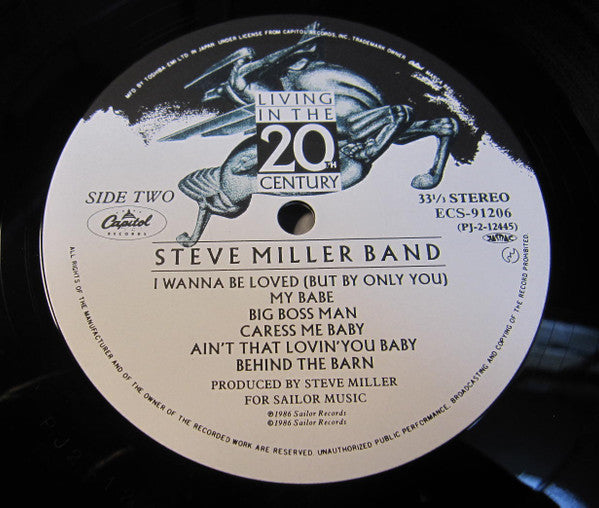 MFD BY TOSHIBA EMI LTD IN JAPAN UNDER LICENSE FROM CAPITOL RECORDS, INC. TRADEMARK OWNER
LIVING
IN THE
20TH
CENTURY
SIDE TWO
Capitol
RECORDS
33 1/3 STEREO
ECS-91206
(PJ-2-12445)
STEVE MILLER BAND
I WANNA BE LOVED (BUT BY ONLY YOU)
MY BABE
BIG BOSS MAN
CARESS ME BABY
AIN'T THAT LOVIN' YOU BABY
BEHIND THE BARN
PRODUCED BY STEVE MILLER
FOR SAILOR MUSIC
℗1986 Sailor Records
©1986 Sailor Records
ALL RIGHTS OF THE MANUFACTURER AND OF THE OWNER OF THE RECORDED WORK ARE RESERVED. UNAUTHORIZED PUBLIC PERFORMANCE, BROADCASTING AND COPYING OF THE RECORD PROHIBITED.